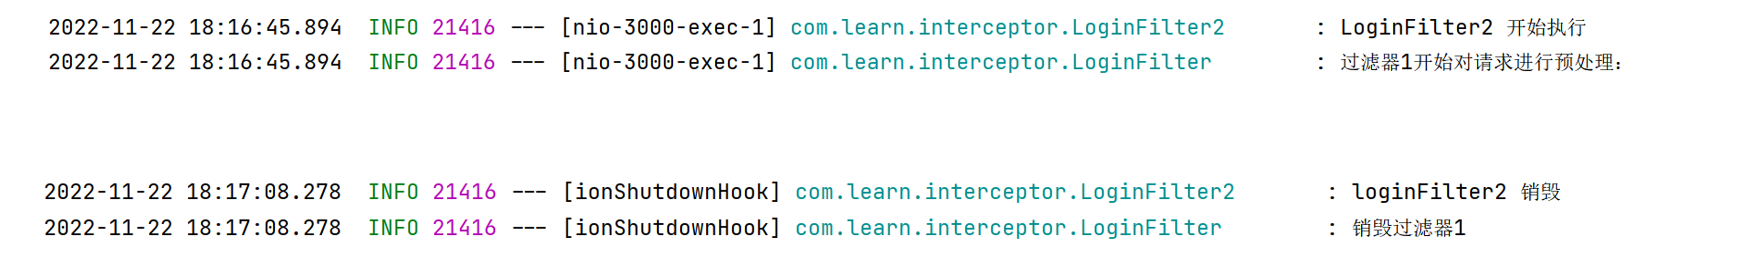 2022-11-22 18:16:45.894  INFO 21416 --- [nio-3000-exec-1] com.learn.interceptor.LoginFilter2       : LoginFilter2 开始执行
2022-11-22 18:16:45.894  INFO 21416 --- [nio-3000-exec-1] com.learn.interceptor.LoginFilter        : 过滤器1开始对请求进行预处理：
2022-11-22 18:17:08.278  INFO 21416 --- [ionShutdownHook] com.learn.interceptor.LoginFilter2       : loginFilter2 销毁
2022-11-22 18:17:08.278  INFO 21416 --- [ionShutdownHook] com.learn.interceptor.LoginFilter        : 销毁过滤器1